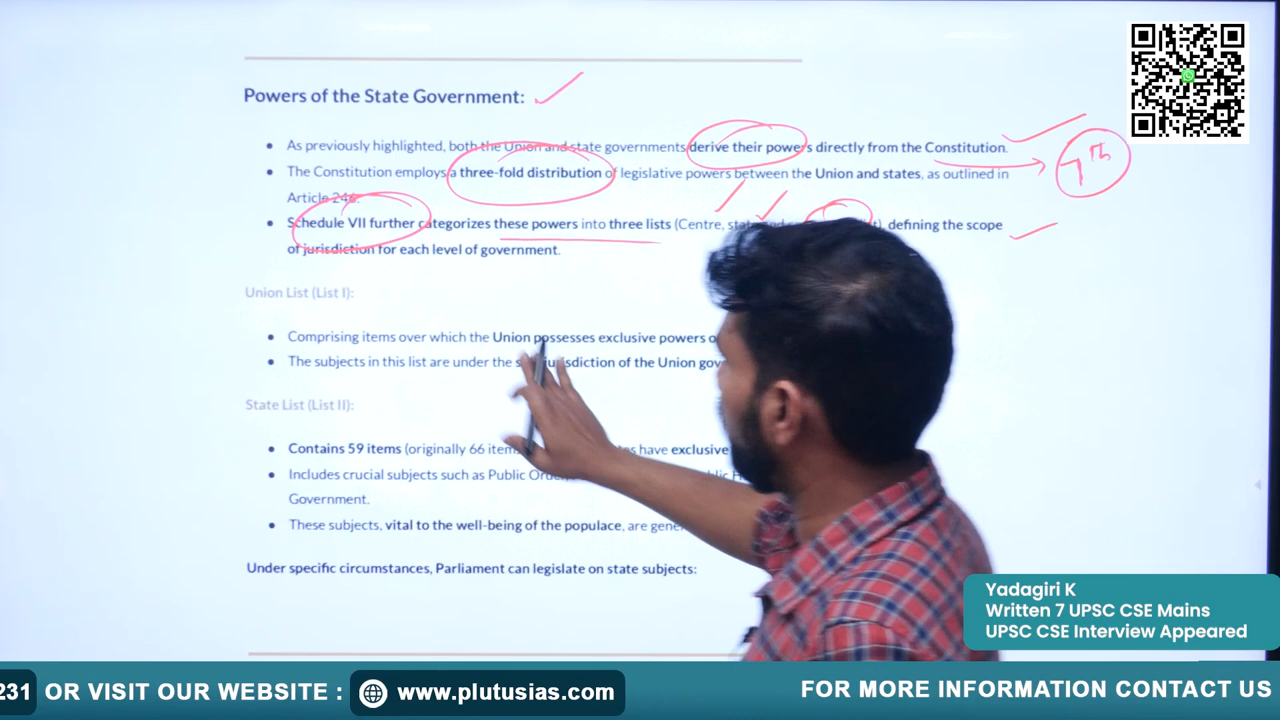 Powers of the State Government:
As previously highlighted, both the Union and state governments derive their powers directly from the Constitution.
7th
The Constitution employs a three-fold distribution of legislative powers between the Union and states, as outlined in
Article 246.
Schedule VII further categorizes these powers into three lists (Centre, defining the scope
of jurisdiction for each level of government.
Union List (List I):
Comprising items over which the Union possesses exclusive powers
The subjects in this list are under the jurisdiction of the Union
State List (List II):
Contains 59 items (originally 66 have exclusive
Includes crucial subjects such as Public
Government.
These subjects, vital to the well-being of the populace, are
Under specific circumstances, Parliament can legislate on state subjects:
Yadagiri K
Written 7 UPSC CSE Mains
UPSC CSE Interview Appeared
231 OR VISIT OUR WEBSITE : www.plutusias.com FOR MORE INFORMATION CONTACT US